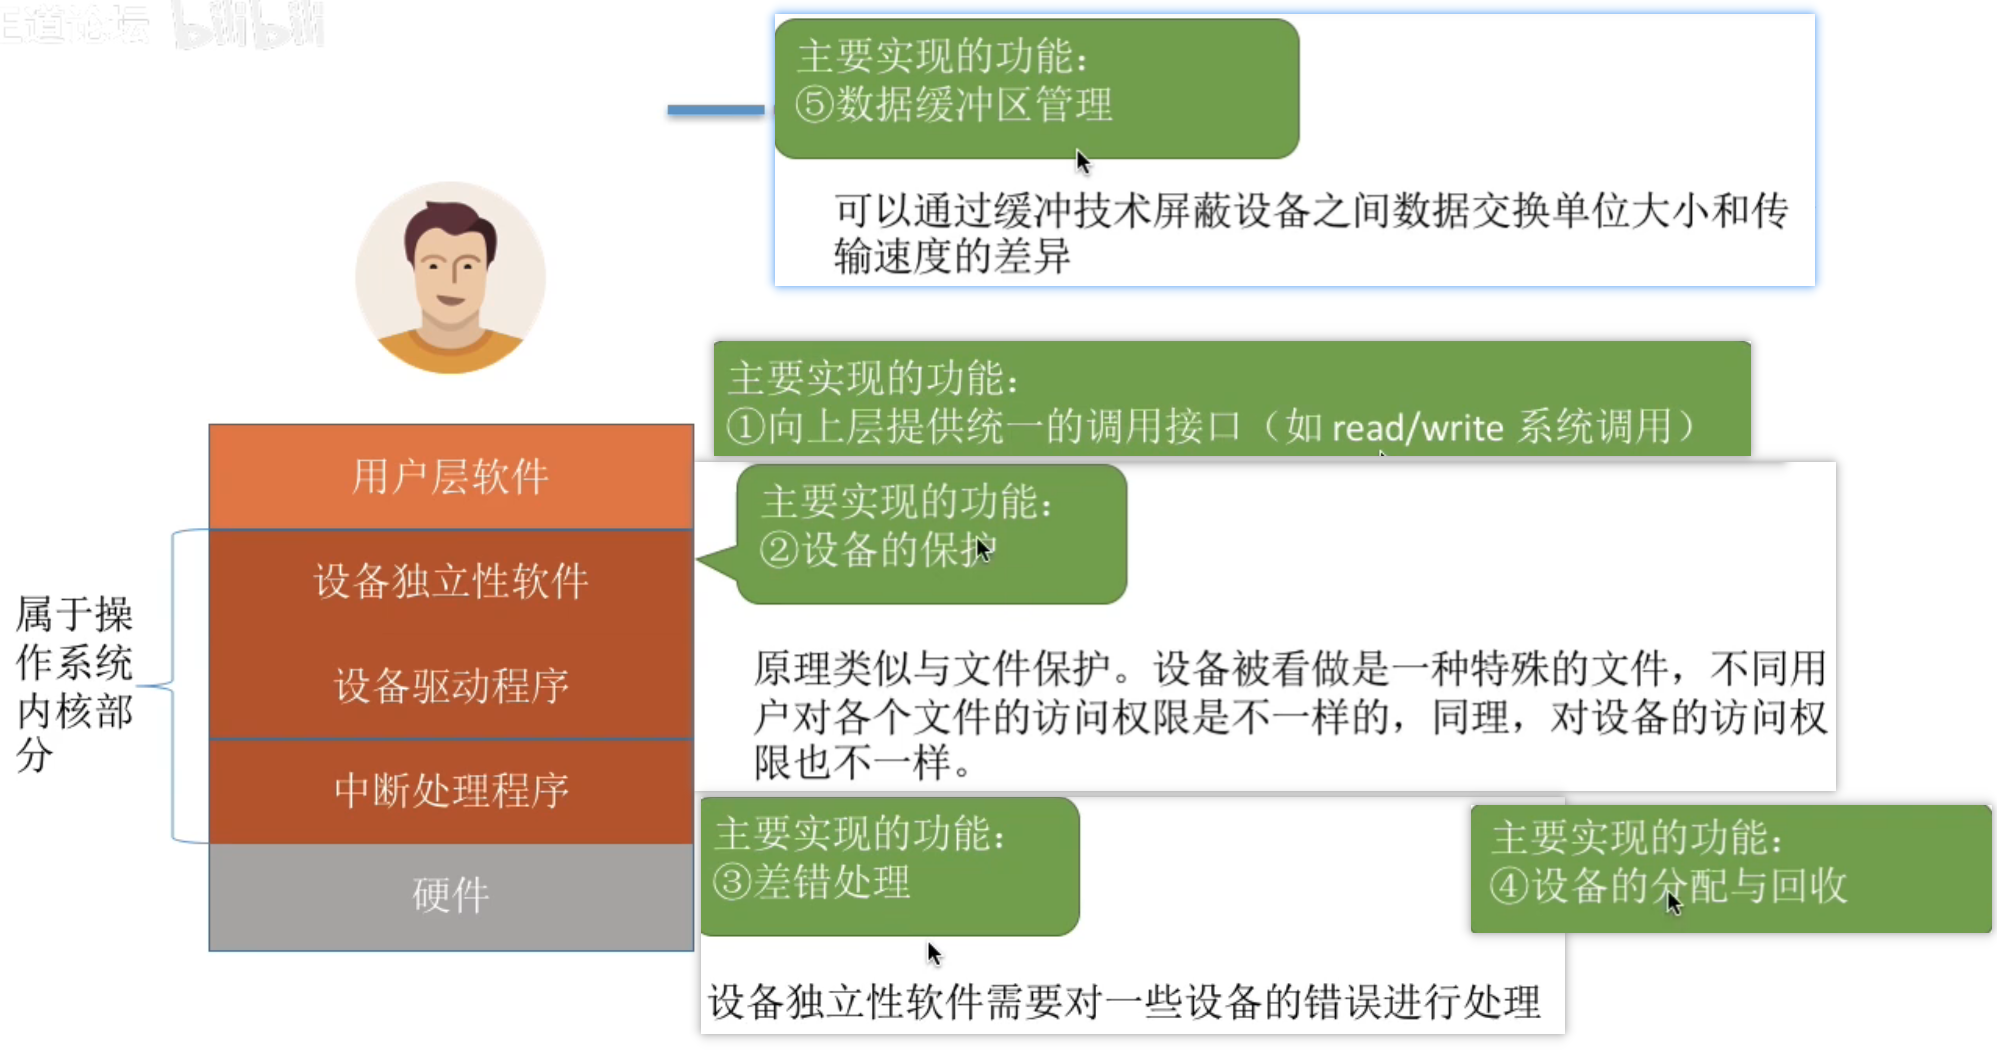 王道论坛 bilibili
主要实现的功能：
⑤数据缓冲区管理
可以通过缓冲技术屏蔽设备之间数据交换单位大小和传
输速度的差异
主要实现的功能：
①向上层提供统一的调用接口（如 read/write 系统调用）
用户层软件
设备独立性软件
设备驱动程序
中断处理程序
硬件
属于操
作系统
内核部
分
主要实现的功能：
②设备的保护
原理类似与文件保护。设备被看做是一种特殊的文件，不同用
户对各个文件的访问权限是不一样的，同理，对设备的访问权
限也不一样。
主要实现的功能：
③差错处理
设备独立性软件需要对一些设备的错误进行处理
主要实现的功能：
④设备的分配与回收